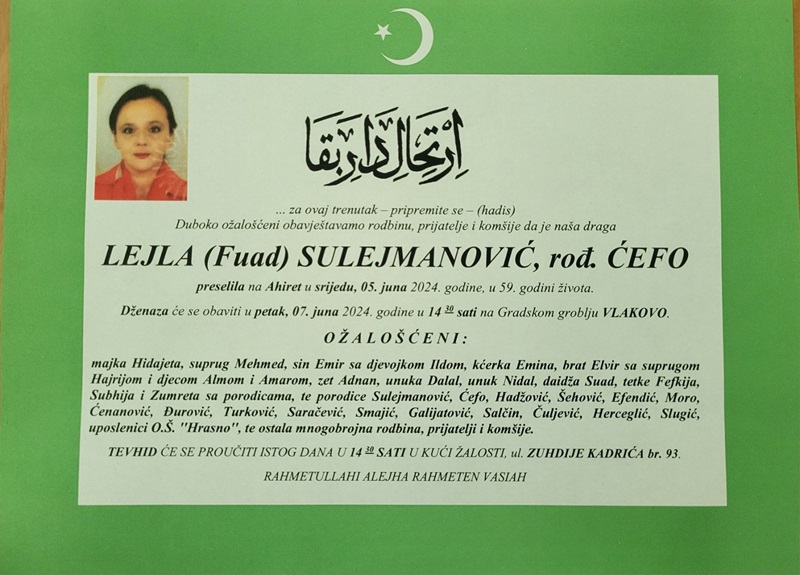 اِرْتِحَالِ دَارِ بَقَا
... za ovaj trenutak – pripremite se – (hadis)
Duboko ožalošćeni obavještavamo rodbinu, prijatelje i komšije da je naša draga
LEJLA (Fuad) SULEJMANOVIĆ, rođ. ĆEFO
preselila na Ahiret u srijedu, 05. juna 2024. godine, u 59. godini života.
Dženaza će se obaviti u petak, 07. juna 2024. godine u 14 30 sati na Gradskom groblju VLAKOVO.
OŽALOŠĆENI:
majka Hidajeta, suprug Mehmed, sin Emir sa djevojkom Ildom, kćerka Emina, brat Elvir sa suprugom
Hajrijom i djecom Almom i Amarom, zet Adnan, unuka Dalal, unuk Nidal, daidža Suad, tetke Fefkija,
Subhija i Zumreta sa porodicama, te porodice Sulejmanović, Ćefo, Hadžović, Šehović, Efendić, Moro,
Ćenanović, Đurović, Turković, Saračević, Smajić, Galijatović, Salčin, Čuljević, Herceglić, Slugić,
uposlenici O.Š. "Hrasno", te ostala mnogobrojna rodbina, prijatelji i komšije.
TEVHID ĆE SE PROUČITI ISTOG DANA U 14 30 SATI U KUĆI ŽALOSTI, ul. ZUHDIJE KADRIĆA br. 93.
RAHMETULLAHI ALEJHA RAHMETEN VASIAH